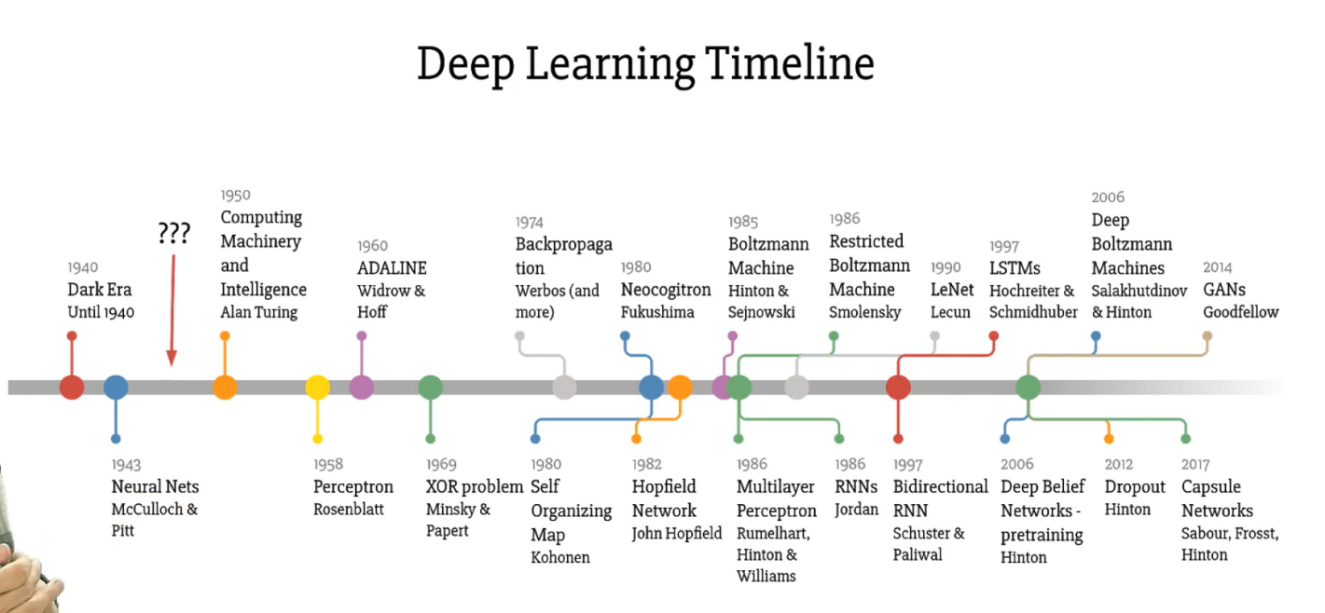 Deep Learning Timeline
???
1940
Dark Era
Until 1940
1950
Computing
Machinery
and
Intelligence
Alan Turing
1960
ADALINE
Widrow &
Hoff
1974
Backpropaga
tion
Werbos (and
more)
1980
Neocogitron
Fukushima
1985
Boltzmann
Machine
Hinton &
Sejnowski
1986
Restricted
Boltzmann
Machine
Smolensky
1990
LeNet
Lecun
1997
LSTMs
Hochreiter &
Schmidhuber
2006
Deep
Boltzmann
Machines
Salakhutdinov
& Hinton
2014
GANs
Goodfellow
1943
Neural Nets
McCulloch &
Pitt
1958
Perceptron
Rosenblatt
1969
XOR problem
Minsky &
Papert
1980
Self
Organizing
Map
Kohonen
1982
Hopfield
Network
John Hopfield
1986
Multilayer
Perceptron
Rumelhart,
Hinton &
Williams
1986
RNNs
Jordan
1997
Bidirectional
RNN
Schuster &
Paliwal
2006
Deep Belief
Networks -
pretraining
Hinton
2012
Dropout
Hinton
2017
Capsule
Networks
Sabour, Frosst,
Hinton